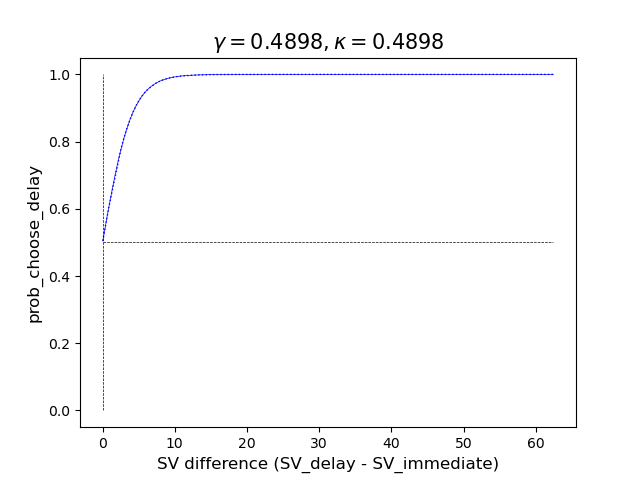 γ = 0.4898, κ = 0.4898
1.0
0.8
0.6
0.4
0.2
0.0
prob_choose_delay
0 10 20 30 40 50 60
SV difference (SV_delay - SV_immediate)